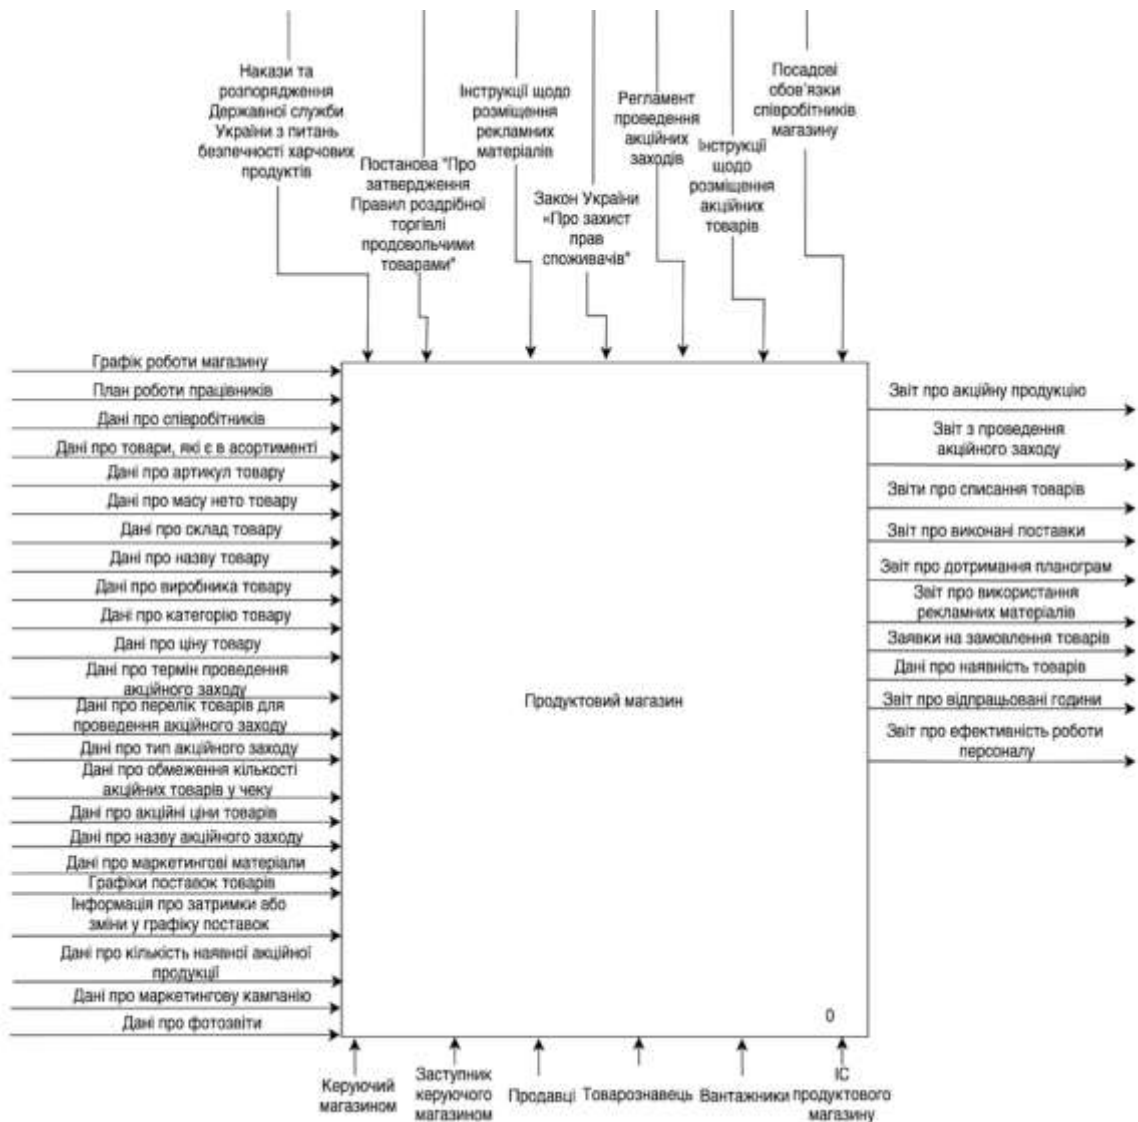 Накази та
розпорядження
Державної служби
України з питань
безпечності харчових
продуктів
Постанова "Про
затвердження
Правил роздрібної
торгівлі
продовольчими
товарами"
Інструкції щодо
розміщення
рекламних
матеріалів
Закон України
«Про захист
прав
споживачів"
Регламент
проведення
акційних
заходів
Інструкції
щодо
розміщення
акційних
товарів
Посадові
обов'язки
співробітників
магазину
Графік роботи магазину
План роботи працівників
Дані про співробітників
Дані про товари, які є в асортименті
Дані про артикул товару
Дані про масу нето товару
Дані про склад товару
Дані про назву товару
Дані про виробника товару
Дані про категорію товару
Дані про ціну товару
Дані про термін проведення
акційного заходу
Дані про перелік товарів для
проведення акційного заходу
Дані про тип акційного заходу
Дані про обмеження кількості
акційних товарів у чеку
Дані про акційні ціни товарів
Дані про назву акційного заходу
Дані про маркетингові матеріали
Графіки поставок товарів
Інформація про затримки або
зміни у графіку поставок
Дані про кількість наявної акційної
продукції
Дані про маркетингову кампанію
Дані про фотозвіти
Продуктовий магазин
0
Звіт про акційну продукцію
Звіт з проведення
акційного заходу
Звіти про списання товарів
Звіт про виконані поставки
Звіт про дотримання планограм
Звіт про використання
рекламних матеріалів
Заявки на замовлення товарів
Дані про наявність товарів
Звіт про відпрацьовані години
Звіт про ефективність роботи
персоналу
Керуючий
магазином
Заступник
керуючого
магазином
Продавці
Товарознавець
Вантажники
ІС
продуктового
магазину